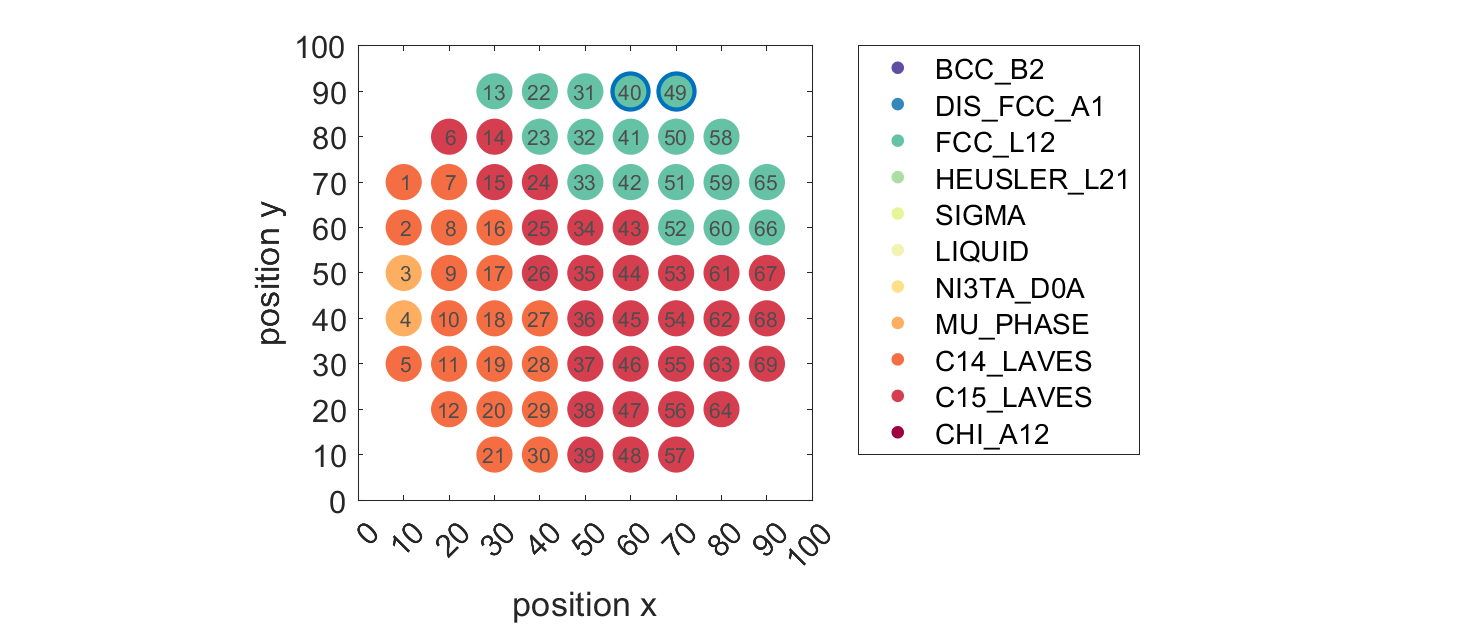 100
90
80
70
60
50
40
30
20
10
0
position y
13 22 31 40 49
6 14 23 32 41 50 58
1 7 15 24 33 42 51 59 65
2 8 16 25 34 43 52 60 66
3 9 17 26 35 44 53 61 67
4 10 18 27 36 45 54 62 68
5 11 19 28 37 46 55 63 69
12 20 29 38 47 56 64
21 30 39 48 57
0 10 20 30 40 50 60 70 80 90 100
position x
BCC_B2
DIS_FCC_A1
FCC_L12
HEUSLER_L21
SIGMA
LIQUID
NI3TA_D0A
MU_PHASE
C14_LAVES
C15_LAVES
CHI_A12